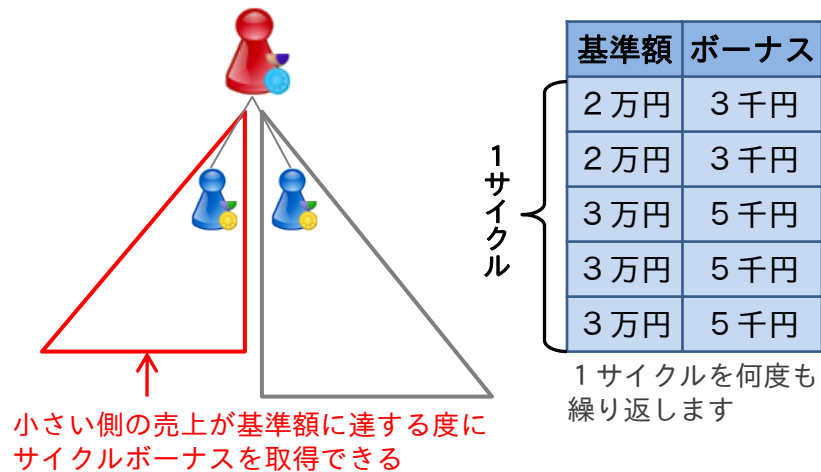 基準額 ボーナス
２万円 ３千円
２万円 ３千円
３万円 ５千円
３万円 ５千円
３万円 ５千円
１サイクル
１サイクルを何度も
繰り返します
小さい側の売上が基準額に達する度に
サイクルボーナスを取得できる